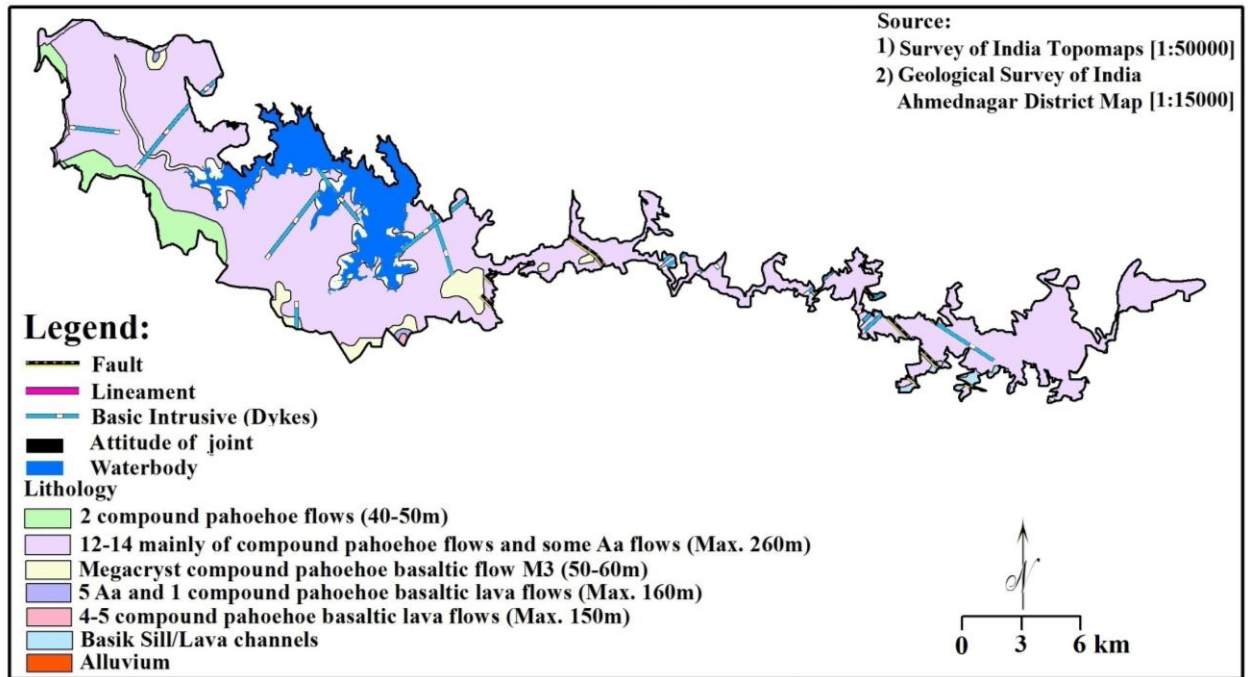 Source:
1) Survey of India Topomaps [1:50000]
2) Geological Survey of India
Ahmednagar District Map [1:15000]
Legend:
Fault
Lineament
Basic Intrusive (Dykes)
Attitude of joint
Waterbody
Lithology
2 compound pahoehoe flows (40-50m)
12-14 mainly of compound pahoehoe flows and some Aa flows (Max. 260m)
Megacryst compound pahoehoe basaltic flow M3 (50-60m)
5 Aa and 1 compound pahoehoe basaltic lava flows (Max. 160m)
4-5 compound pahoehoe basaltic lava flows (Max. 150m)
Basik Sill/Lava channels
Alluvium
N
0 3 6 km